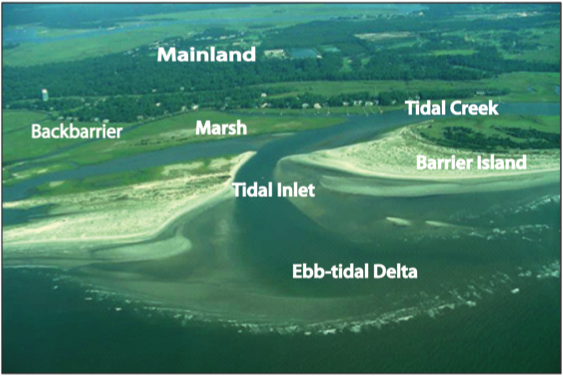 Mainland
Tidal Creek
Backbarrier
Marsh
Barrier Island
Tidal Inlet
Ebb-tidal Delta